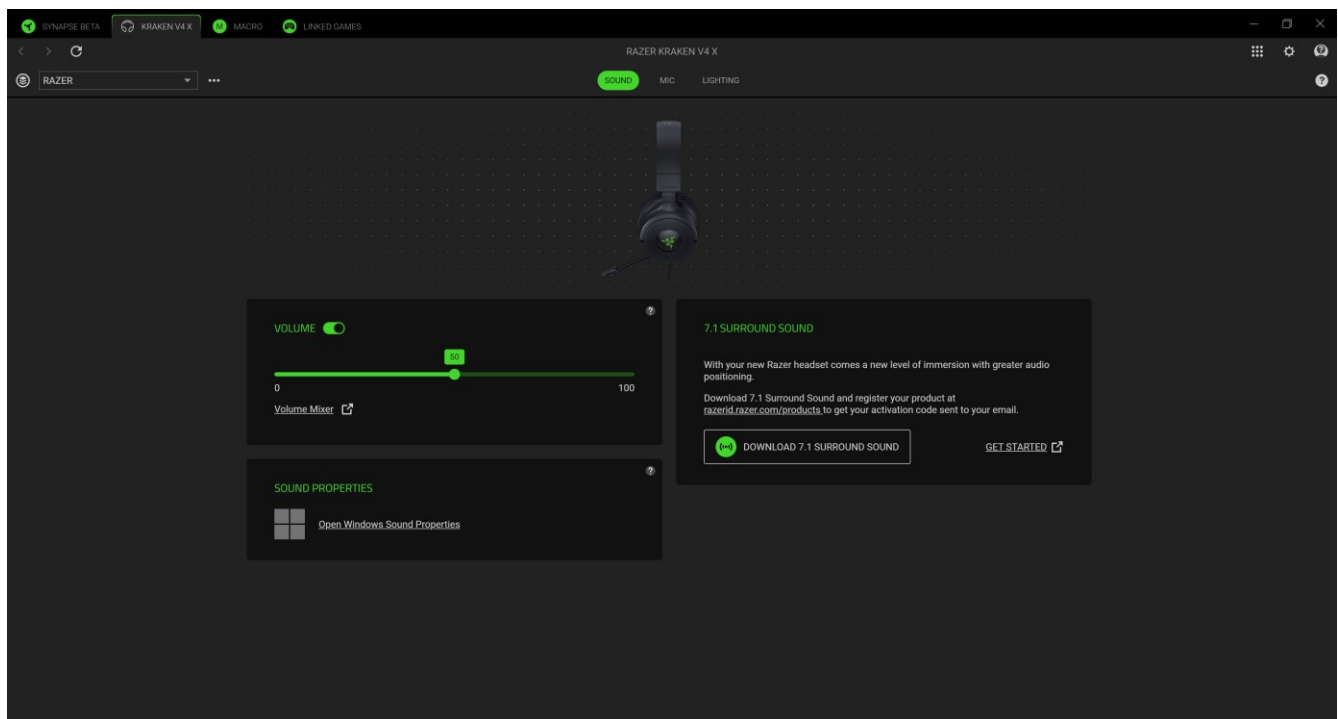 SYNAPSE BETA
KRAKEN V4 X
M MACRO
LINKED GAMES
RAZER KRAKEN V4 X
RAZER
SOUND
MIC
LIGHTING
?
VOLUME
?
50
0
100
Volume Mixer
SOUND PROPERTIES
?
Open Windows Sound Properties
7.1 SURROUND SOUND
With your new Razer headset comes a new level of immersion with greater audio
positioning.
Download 7.1 Surround Sound and register your product at
razerid.razer.com/products to get your activation code sent to your email.
DOWNLOAD 7.1 SURROUND SOUND
GET STARTED